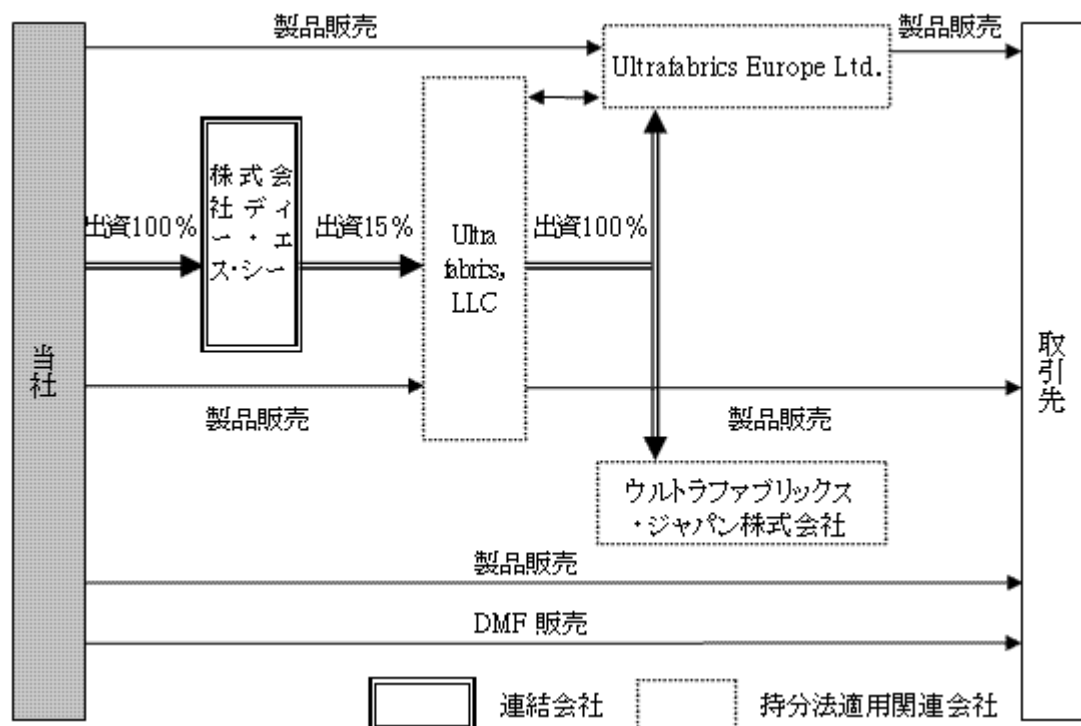 製品販売
製品販売
Ultrafabrics Europe Ltd.
株式会
社ディ
ー・エ
ス・シー
出資100%
出資15%
Ultra
fabrics,
LLC
出資100%
当社
取引先
製品販売
製品販売
ウルトラファブリックス
・ジャパン株式会社
製品販売
DMF 販売
連結会社
持分法適用関連会社